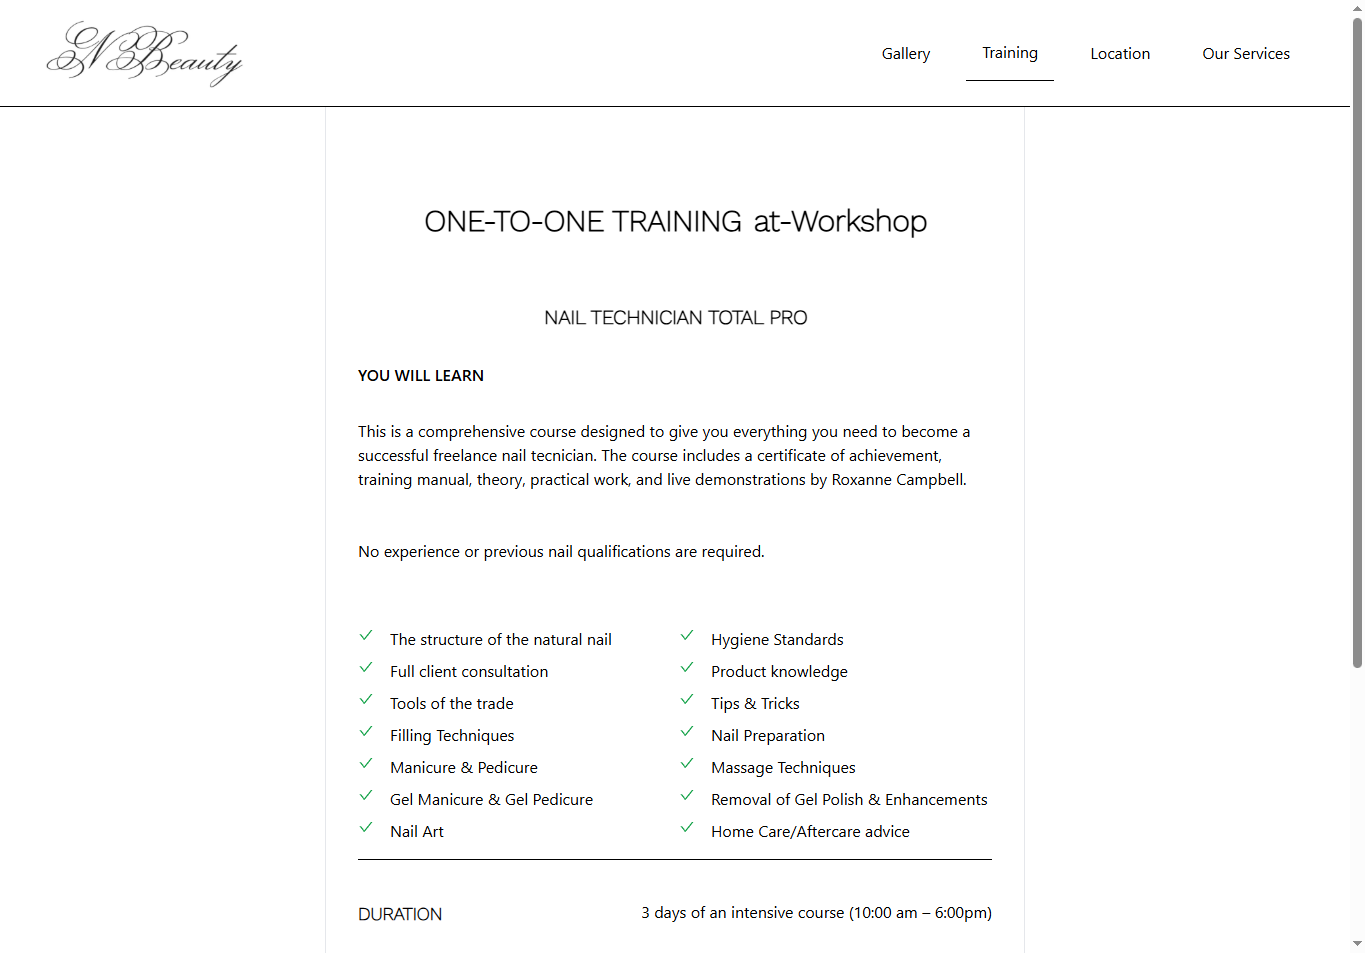 NBeauty
Gallery
Training
Location
Our Services
ONE-TO-ONE TRAINING at-Workshop
NAIL TECHNICIAN TOTAL PRO
YOU WILL LEARN
This is a comprehensive course designed to give you everything you need to become a
successful freelance nail tecnician. The course includes a certificate of achievement,
training manual, theory, practical work, and live demonstrations by Roxanne Campbell.
No experience or previous nail qualifications are required.
The structure of the natural nail
Full client consultation
Tools of the trade
Filling Techniques
Manicure & Pedicure
Gel Manicure & Gel Pedicure
Nail Art
Hygiene Standards
Product knowledge
Tips & Tricks
Nail Preparation
Massage Techniques
Removal of Gel Polish & Enhancements
Home Care/Aftercare advice
DURATION
3 days of an intensive course (10:00 am – 6:00pm)